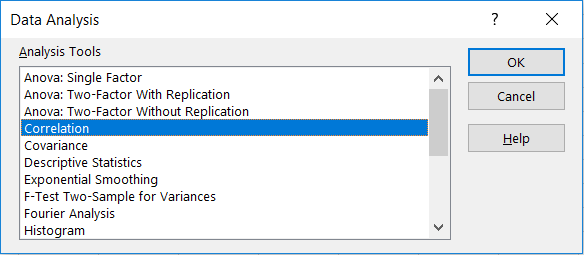 Data Analysis
?
Analysis Tools
Anova: Single Factor
Anova: Two-Factor With Replication
Anova: Two-Factor Without Replication
Correlation
Covariance
Descriptive Statistics
Exponential Smoothing
F-Test Two-Sample for Variances
Fourier Analysis
Histogram
OK
Cancel
Help